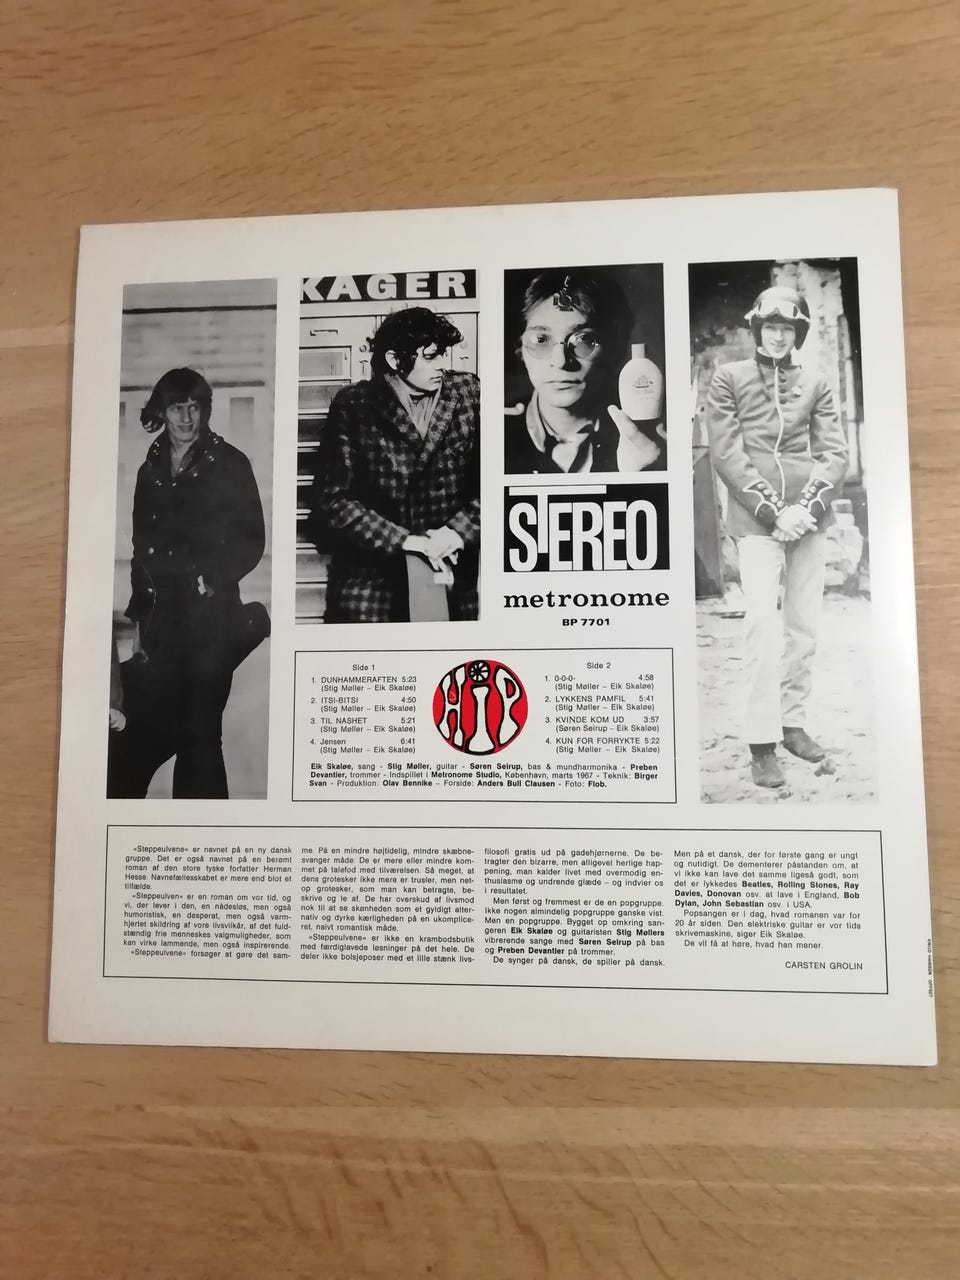 KAGER
STEREO
metronome
BP 7701
Side 1
1. DUNHAMMERAFTEN 5:23
(Stig Møller – Eik Skaløe)
2. ITSI-BITSI 4:50
(Stig Møller – Eik Skaløe)
3. TIL NASHET 5:21
(Stig Møller – Eik Skaløe)
4. Jensen 6:41
(Stig Møller – Eik Skaløe)
HIP
Side 2
1. 0-0-0- 4:58
(Stig Møller – Eik Skaløe)
2. LYKKENS PAMFIL 5:41
(Stig Møller – Eik Skaløe)
3. KVINDE KOM UD 3:57
(Søren Seirup – Eik Skaløe)
4. KUN FOR FORRYKTE 5:22
(Stig Møller – Eik Skaløe)
Eik Skaløe, sang - Stig Møller, guitar - Søren Seirup, bas & mundharmonika - Preben
Devantier, trommer - Indspillet i Metronome Studio, København, marts 1967 - Teknik: Birger
Svan - Produktion: Olav Bennike – Forside: Anders Bull Clausen - Foto: Flob.
»Steppeulvene« er navnet på en ny dansk
gruppe. Det er også navnet på en berømt
roman af den store tyske forfatter Herman
Hesse. Navnefællesskabet er mere end blot et
tilfælde.
»Steppeulven« er en roman om vor tid, og
vi, der lever i den, en nådesløs, men også
humoristisk, en desperat, men også varm-
hjertet skildring af vore livsvilkår, af det fuld-
stændig frie menneskes valgmuligheder, som
kan virke lammende, men også inspirerende.
»Steppeulvene« forsøger at gøre det sam-
me. På en mindre højtidelig, mindre skæbne-
svanger måde. De er mere eller mindre kom-
met på talefod med tilværelsen. Så meget, at
dens grotesker ikke mere er trusler, men net-
op grotesker, som man kan betragte, be-
skrive og le af. De har overskud af livsmod
nok til at se skønheden som et gyldigt alter-
nativ og dyrke kærligheden på en ukomplice-
ret, naivt romantisk måde.
»Steppeulvene« er ikke en krambodsbutik
med færdiglavede løsninger på det hele. De
deler ikke bolsjeposer med et lille stænk livs-
filosofi gratis ud på gadehjørnerne. De be-
tragter den bizarre, men alligevel herlige hap-
pening, man kalder livet med overmodig en-
thusiasme og undrende glæde – og indvier os
i resultatet.
Men først og fremmest er de en popgruppe.
Ikke nogen almindelig popgruppe ganske vist.
Men en popgruppe. Bygget op omkring san-
geren Eik Skaløe og guitaristen Stig Møllers
vibrerende sange med Søren Seirup på bas
og Preben Devantier på trommer.
De synger på dansk, de spiller på dansk.
Men på et dansk, der for første gang er ungt
og nutidigt. De dementerer påstanden om, at
vi ikke kan lave det samme ligeså godt, som
det er lykkedes Beatles, Rolling Stones, Ray
Davies, Donovan osv. at lave i England, Bob
Dylan, John Sebastian osv. i USA.
Popsangen er i dag, hvad romanen var for
20 år siden. Den elektriske guitar er vor tids
skrivemaskine, siger Eik Skaløe.
De vil få at høre, hvad han mener.
CARSTEN GROLIN
KNUD HANSEN OFFSET